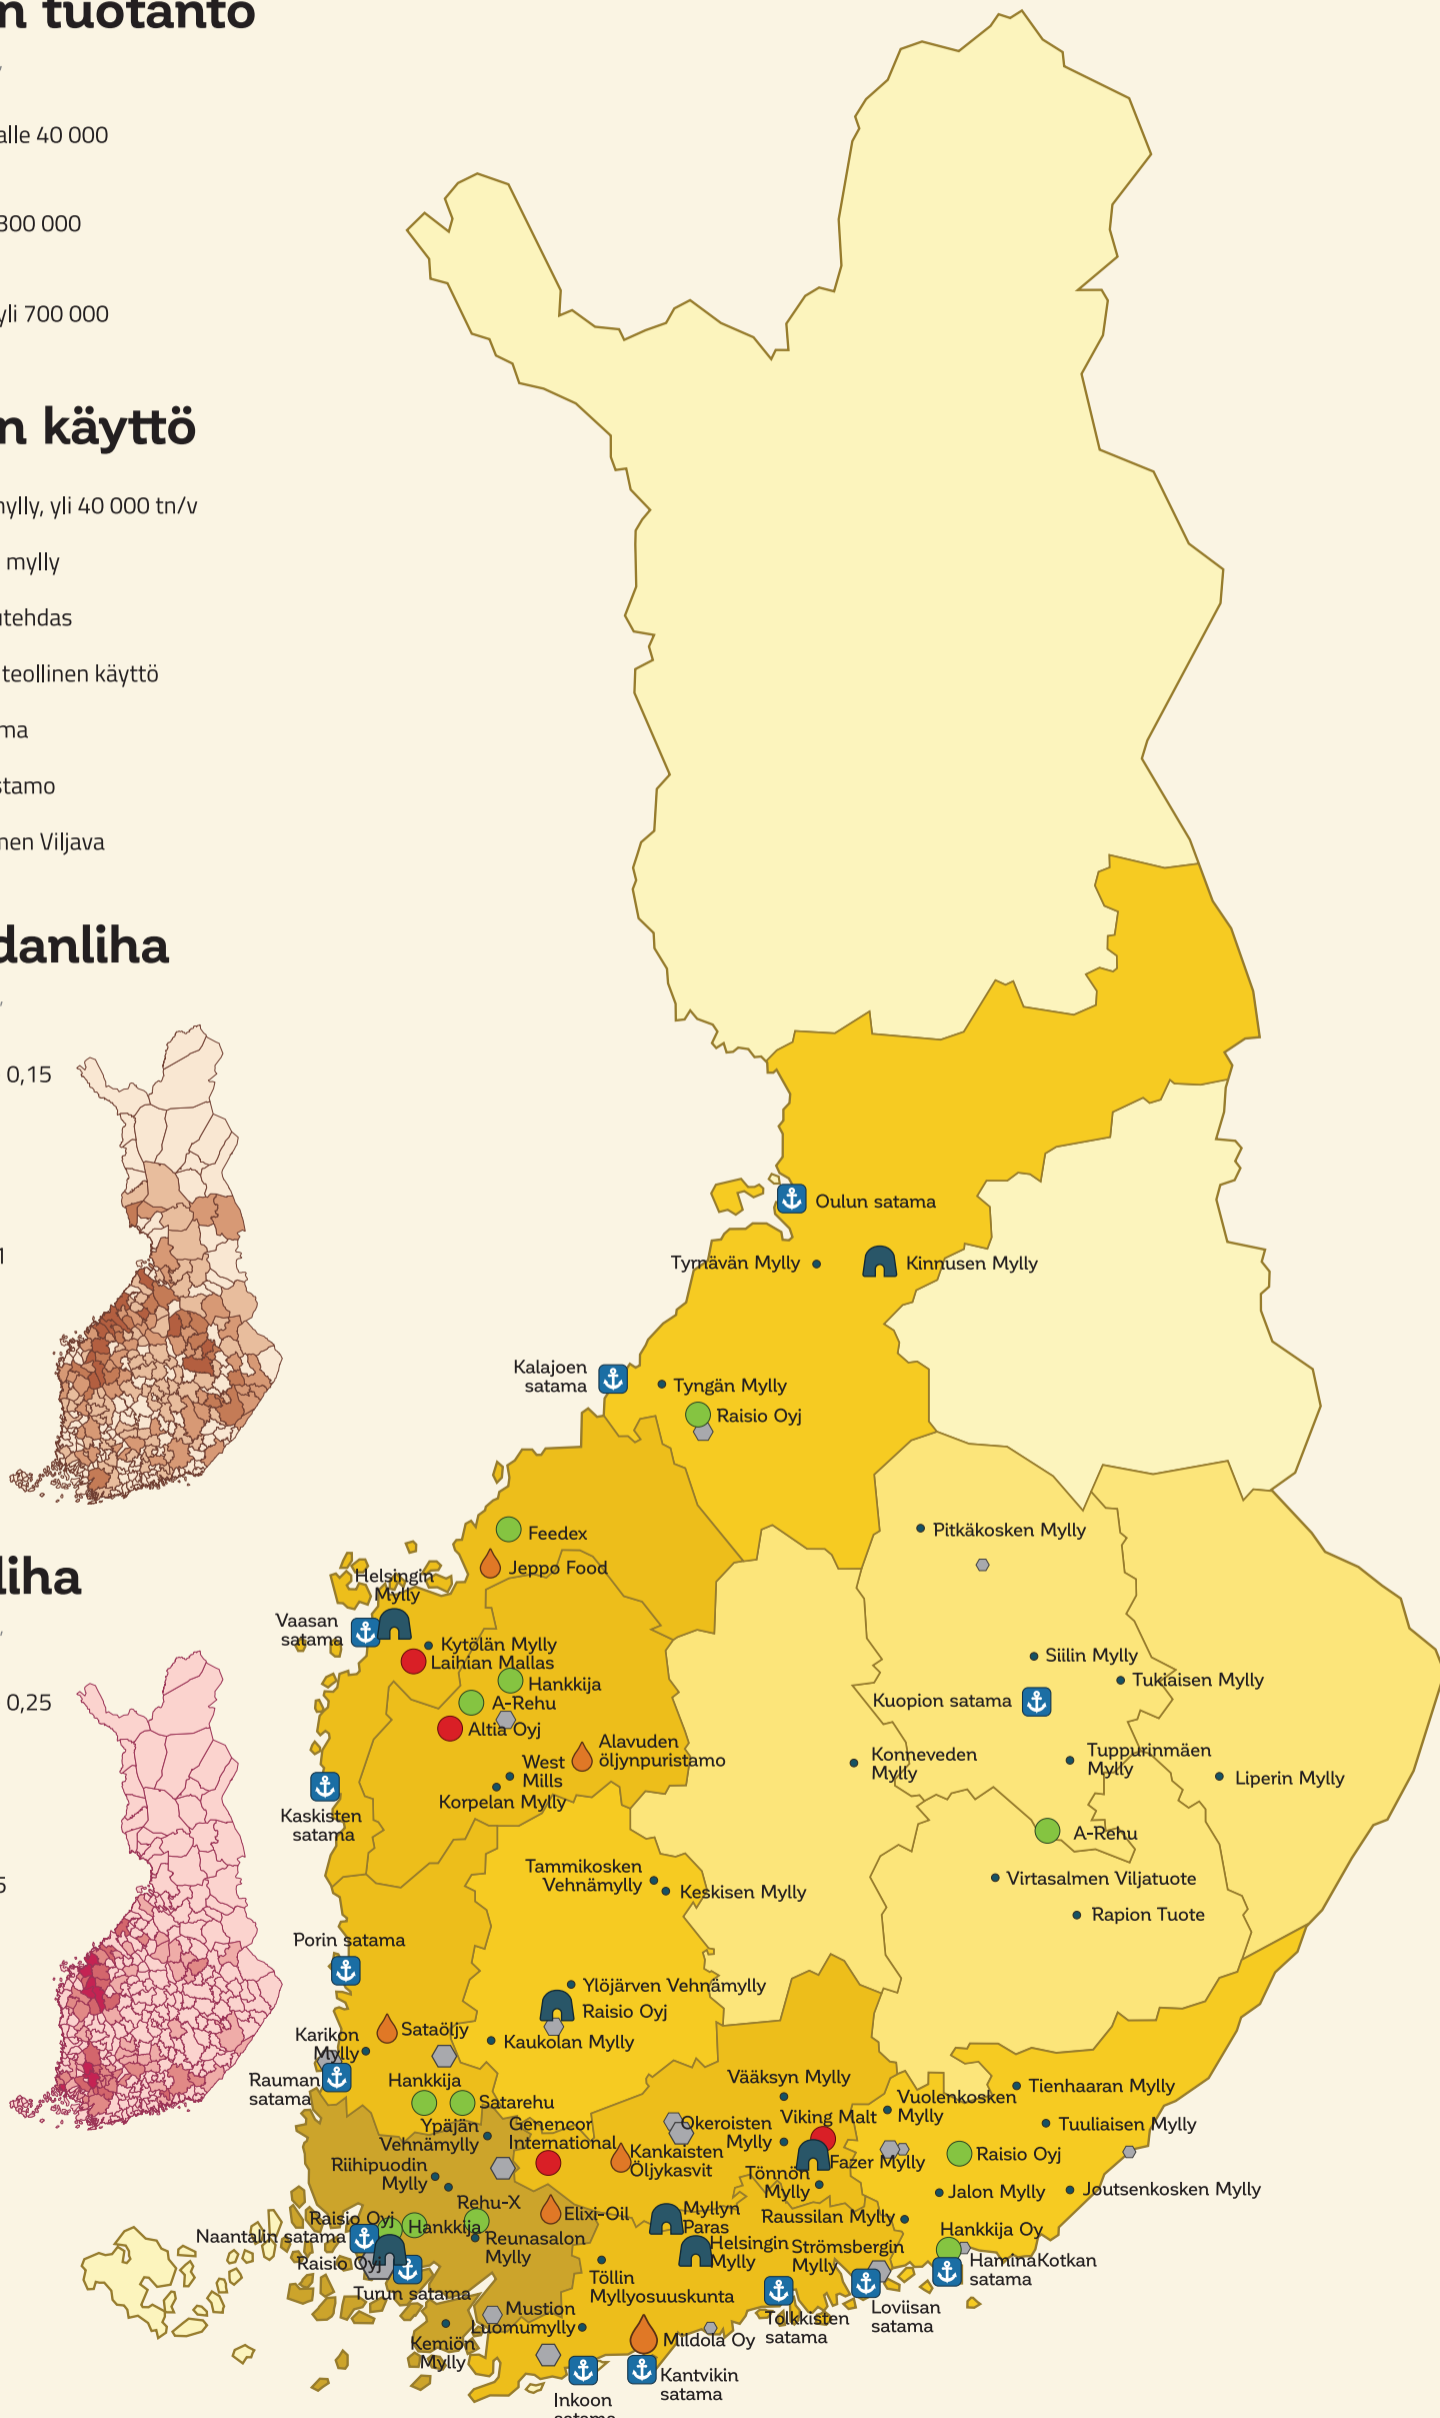 n tuotanto
alle 40 000
300 000
yli 700 000
n käyttö
mylly, yli 40 000 tn/v
mylly
tehdas
teollinen käyttö
ma
stamo
nen Viljava
danliha
0,15
1
liha
0,25
5
Oulun satama
Tyrnävän Mylly
Kinnusen Mylly
Kalajoen
satama
Tyngän Mylly
Raisio Oyj
Feedex
Jeppo Food
Pitkäkosken Mylly
Helsingin
Mylly
Vaasan
satama
Kytölän Mylly
Laihian Mallas
Hankkija
A-Rehu
Altia Oyj
Siilin Mylly
Tukiaisen Mylly
Kuopion satama
Alavuden
öljynpuristamo
West
Mills
Korpelan Mylly
Konneveden
Mylly
Tuppurinmäen
Mylly
Liperin Mylly
Kaskisten
satama
A-Rehu
Tammikosken
Vehnämylly
Keskisen Mylly
Virtasalmen Viljatuote
Rapion Tuote
Porin satama
Ylöjärven Vehnämylly
Raisio Oyj
Sataöljy
Karikon
Mylly
Kaukolan Mylly
Rauman
satama
Hankkija
Satarehu
Vääksyn Mylly
Tienhaaran Mylly
Vuolenkosken
Mylly
Ypäjän
Vehnämylly
Genencor
International
Okeroisten
Mylly
Viking Malt
Tuuliaisen Mylly
Kankaisten
Öljykasvit
Fazer Mylly
Raisio Oyj
Riihipuodin
Mylly
Tönnön
Mylly
Jalon Mylly
Joutsenkosken Mylly
Rehu-X
Elixi-Oil
Myllyn
Paras
Raussilan Mylly
Raisio Oyj
Hankkija
Hankkija Oy
Naantalin satama
Reunasalon
Mylly
Helsingin
Mylly
Strömsbergin
Mylly
Raisio Oyj
HaminaKotkan
satama
Turun satama
Töllin
Myllyosuuskunta
Mustion
Luomumylly
Tolkkisten
satama
Loviisan
satama
Kemiön
Mylly
Mildola Oy
Kantvikin
satama
Inkoon
satama